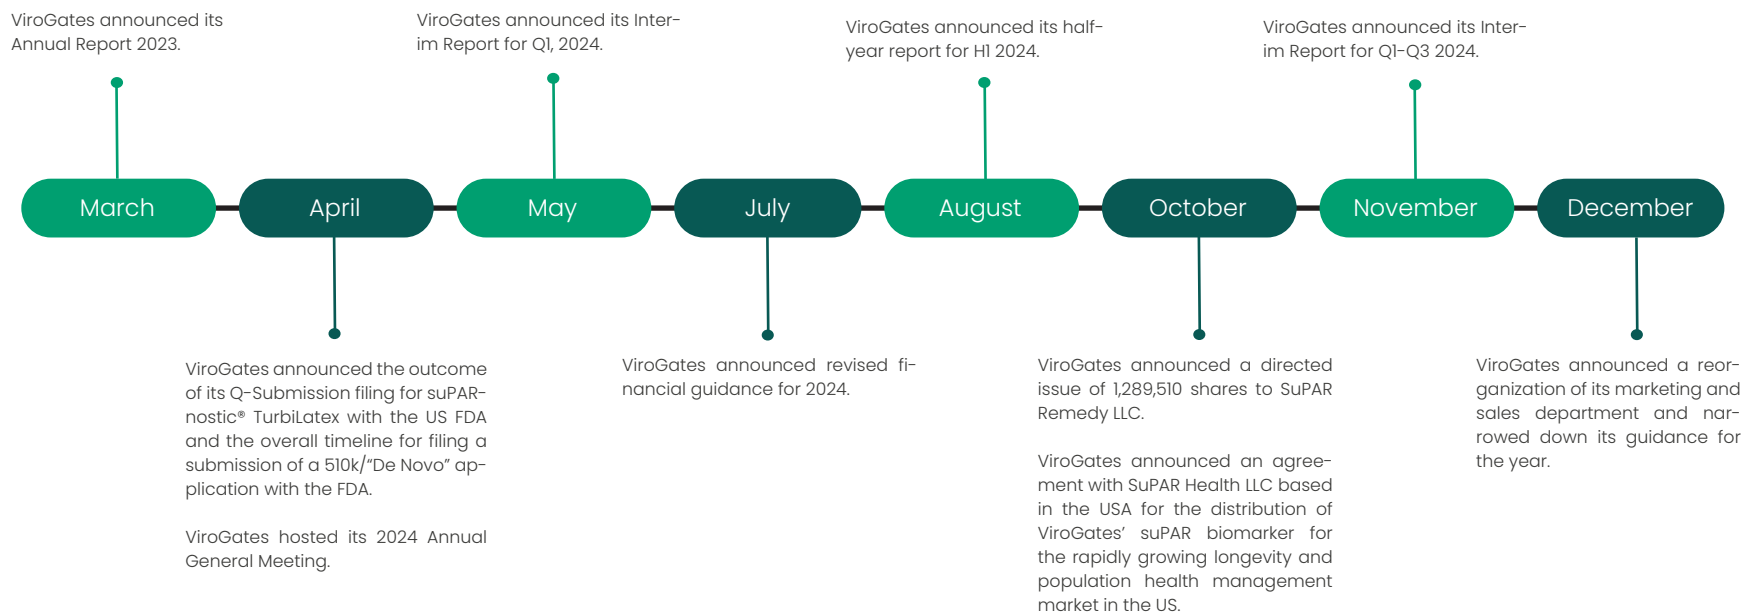 ViroGates announced its
Annual Report 2023.
ViroGates announced its Inter-
im Report for Q1, 2024.
ViroGates announced its half-
year report for H1 2024.
ViroGates announced its Inter-
im Report for Q1-Q3 2024.
March
April
May
July
August
October
November
December
ViroGates announced the outcome
of its Q-Submission filing for suPAR-
nostic® TurbiLatex with the US FDA
and the overall timeline for filing a
submission of a 510k/“De Novo” ap-
plication with the FDA.
ViroGates hosted its 2024 Annual
General Meeting.
ViroGates announced revised fi-
nancial guidance for 2024.
ViroGates announced a directed
issue of 1,289,510 shares to SuPAR
Remedy LLC.
ViroGates announced an agree-
ment with SuPAR Health LLC based
in the USA for the distribution of
ViroGates’ suPAR biomarker for
the rapidly growing longevity and
population health management
market in the US.
ViroGates announced a reor-
ganization of its marketing and
sales department and nar-
rowed down its guidance for
the year.